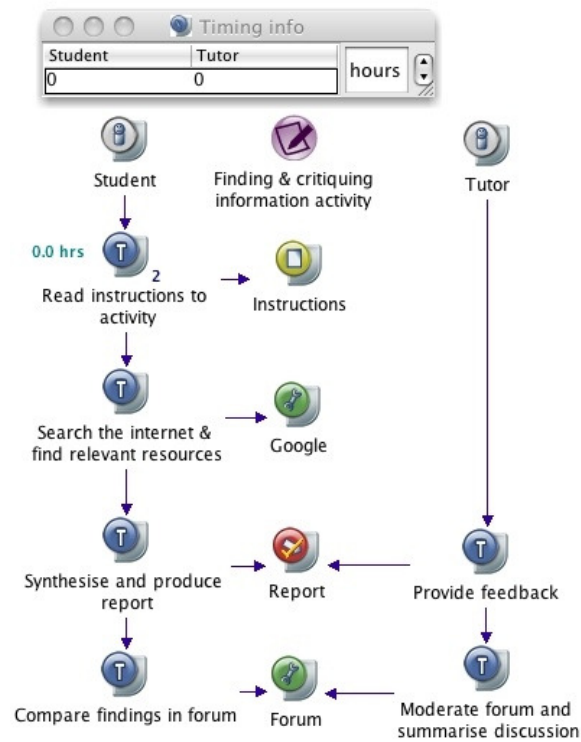 Timing info
Student Tutor
0 0 hours
Student
Finding & critiquing
information activity
Tutor
0.0 hrs
T
2
Read instructions to
activity
Instructions
T
Search the internet &
find relevant resources
Google
T
Synthesise and produce
report
Report
T
Provide feedback
T
Compare findings in forum
Forum
T
Moderate forum and
summarise discussion